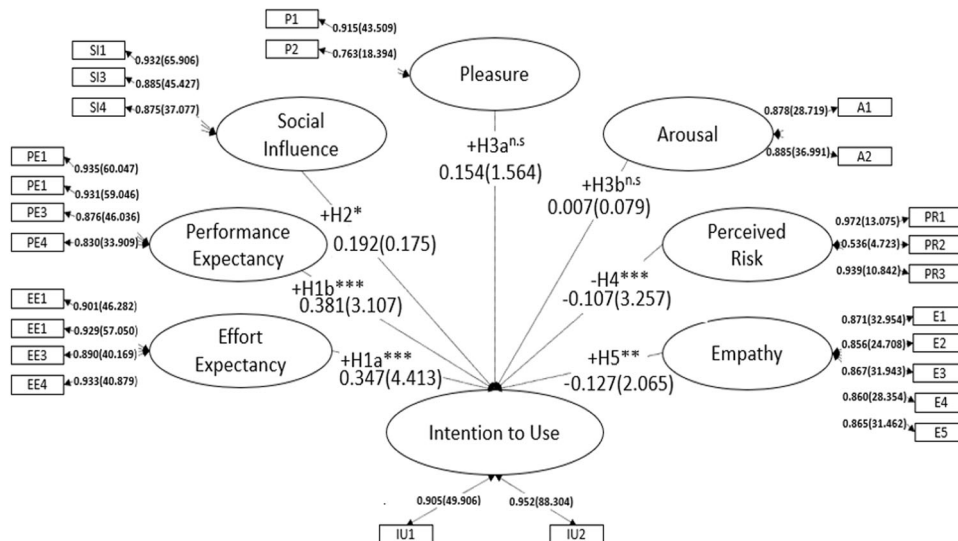 P1
0.915(43.509)
P2
0.763(18.394)
Pleasure
SI1
0.932(65.906)
SI3
0.885(45.427)
SI4
0.875(37.077)
Social
Influence
0.878(28.719)
A1
Arousal
0.885(36.991)
A2
+H3a n.s
0.154(1.564)
+H3b n.s
0.007(0.079)
PE1
0.935(60.047)
PE1
0.931(59.046)
PE3
0.876(46.036)
PE4
0.830(33.909)
Performance
Expectancy
+H2*
0.192(0.175)
0.972(13.075)
PR1
0.536(4.723)
PR2
0.939(10.842)
PR3
Perceived
Risk
-H4***
-0.107(3.257)
+H1b***
0.381(3.107)
EE1
0.901(46.282)
EE1
0.929(57.050)
EE3
0.890(40.169)
EE4
0.933(40.879)
Effort
Expectancy
+H1a***
0.347(4.413)
+H5**
-0.127(2.065)
Empathy
0.871(32.954)
E1
0.856(24.708)
E2
0.867(31.943)
E3
0.860(28.354)
E4
0.865(31.462)
E5
Intention to Use
0.905(49.906)
0.952(88.304)
IU1
IU2